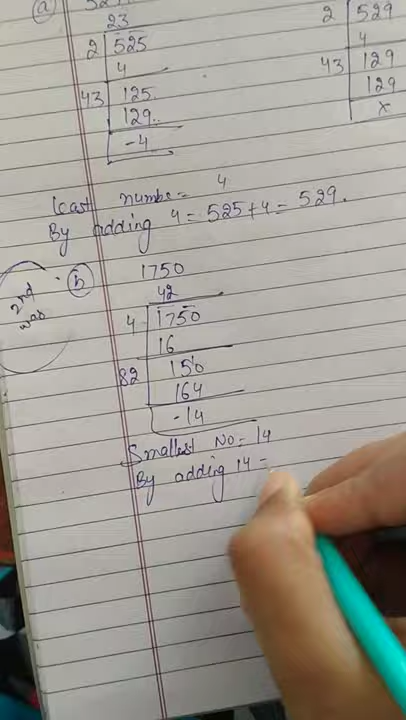 (a)
23
2 525
4
43 125
129
-4
2 529
4
43 129
129
x
Least number = 4
By adding 4 = 525 + 4 = 529.
2nd
(b) 1750
42
4 1750
16
82 150
164
-14
Smallest No = 14
By adding 14 =